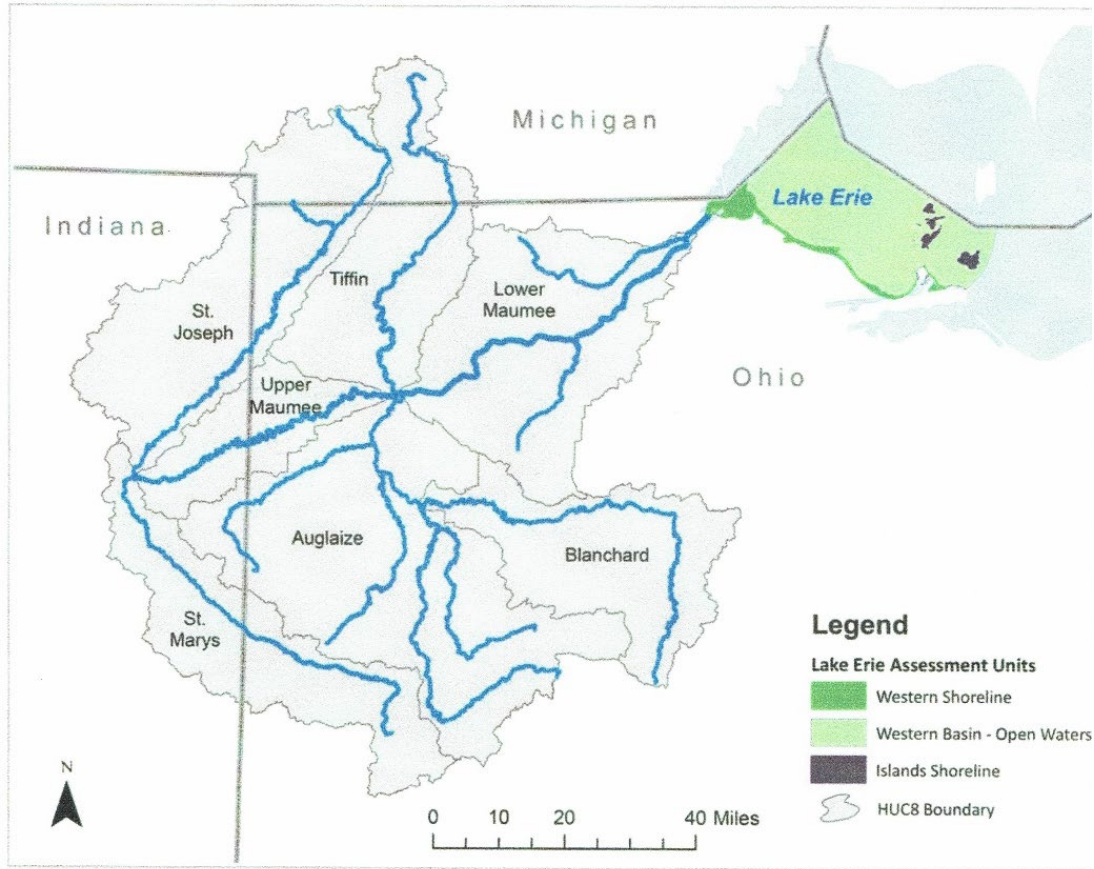 Michigan
Indiana
Lake Erie
Tiffin
St.
Joseph
Lower
Maumee
Ohio
Upper
Maumee
Auglaize
Blanchard
St.
Marys
Legend
Lake Erie Assessment Units
Western Shoreline
Western Basin - Open Waters
Islands Shoreline
HUC8 Boundary
N
0 10 20 40 Miles